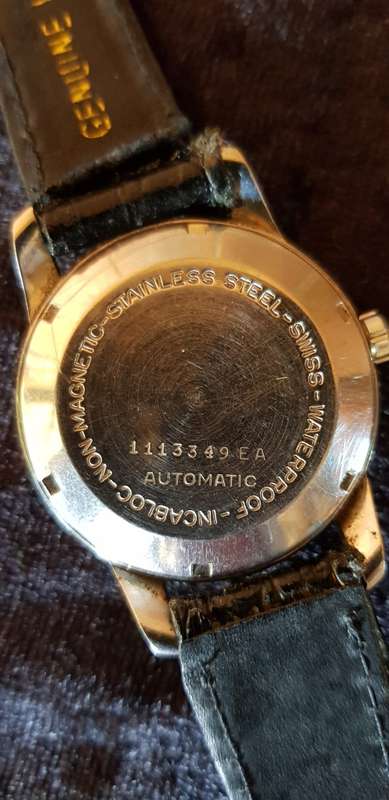 GENUINE
STAINLESS STEEL-SWISS-WATERPROOF-INCABLOC-NON-MAGNETIC-
1113349 EA
AUTOMATIC